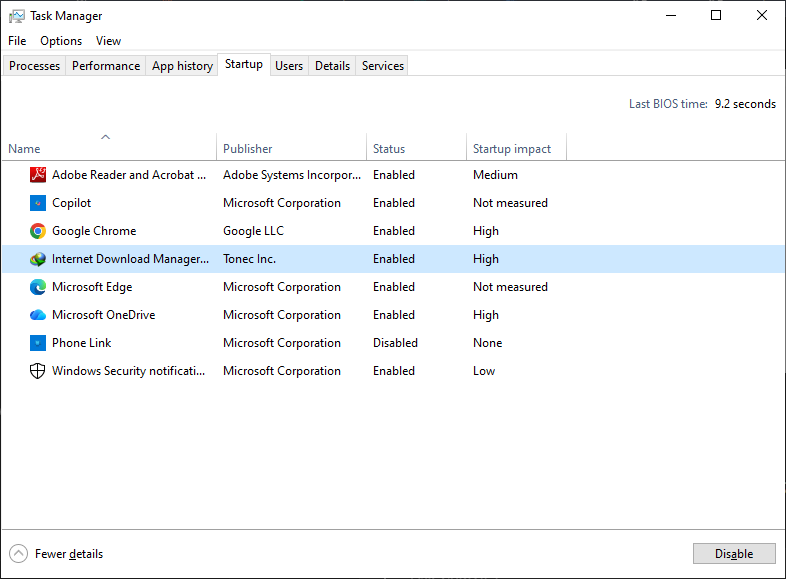 Task Manager
File Options View
Processes Performance App history Startup Users Details Services
Last BIOS time: 9.2 seconds
Name Publisher Status Startup impact
Adobe Reader and Acrobat ... Adobe Systems Incorpor... Enabled Medium
Copilot Microsoft Corporation Enabled Not measured
Google Chrome Google LLC Enabled High
Internet Download Manager... Tonec Inc. Enabled High
Microsoft Edge Microsoft Corporation Enabled Not measured
Microsoft OneDrive Microsoft Corporation Enabled High
Phone Link Microsoft Corporation Disabled None
Windows Security notificati... Microsoft Corporation Enabled Low
Fewer details Disable